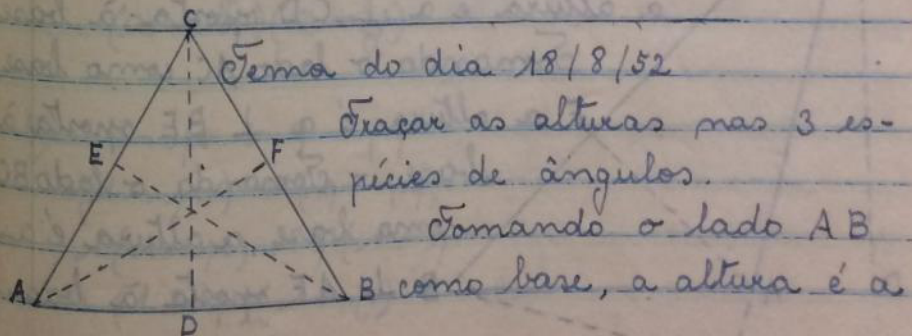 C
Tema do dia 18/8/52
Traçar as alturas nas 3 es-
E F
pécies de ângulos.
Tomando o lado AB
A B como base, a altura é a
D